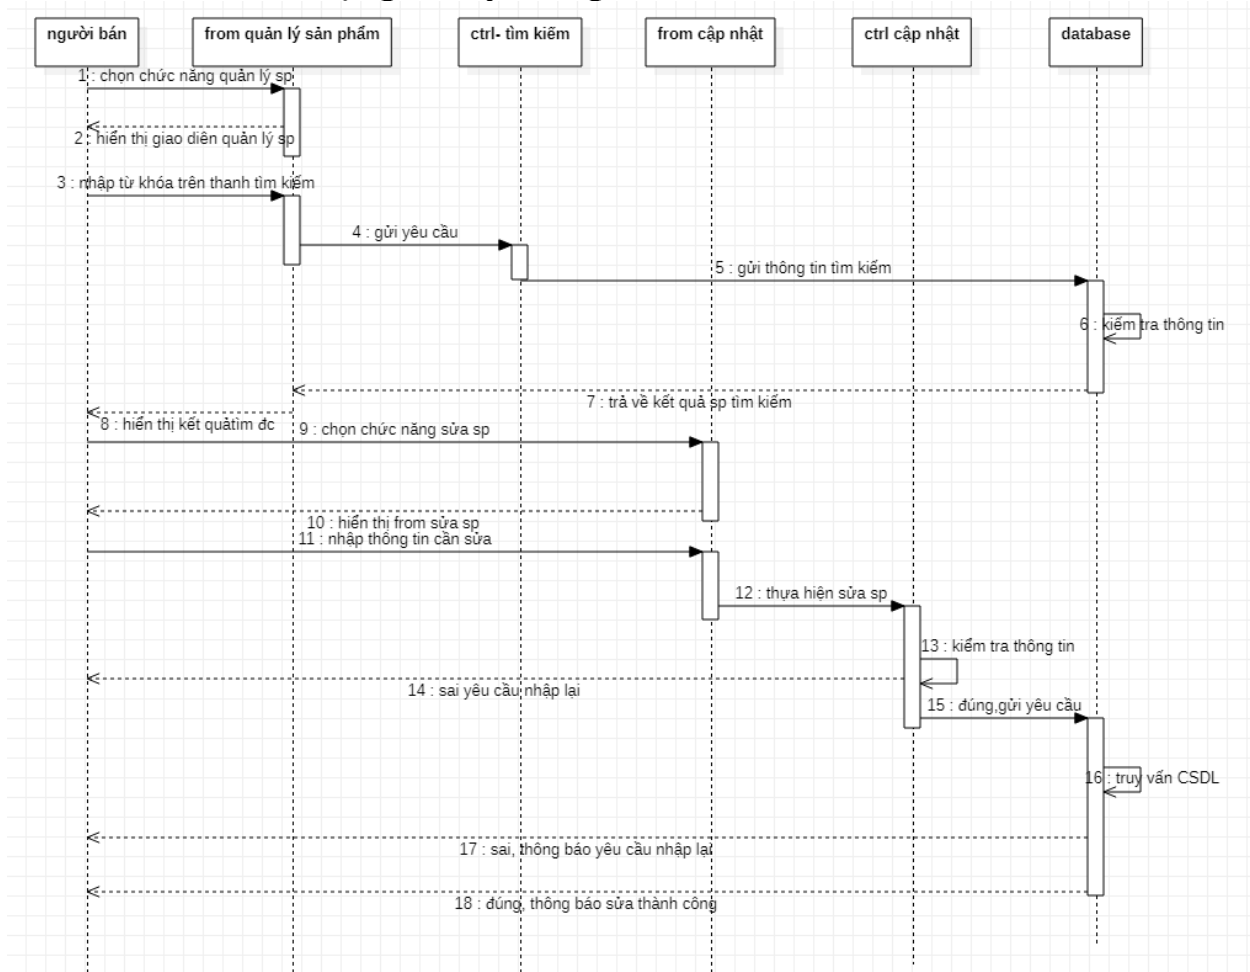 người bán
from quản lý sản phẩm
ctrl- tìm kiếm
from cập nhật
ctrl cập nhật
database
1 : chọn chức năng quản lý sp
2 : hiển thị giao diên quản lý sp
3 : nhập từ khóa trên thanh tìm kiếm
4 : gửi yêu cầu
5 : gửi thông tin tìm kiếm
6 : kiểm tra thông tin
7 : trả về kết quả sp tìm kiếm
8 : hiển thị kết quảtìm đc
9 : chọn chức năng sửa sp
10 : hiển thị from sửa sp
11 : nhập thông tin cần sửa
12 : thựa hiện sửa sp
13 : kiểm tra thông tin
14 : sai yêu cầu nhập lại
15 : đúng,gửi yêu cầu
16 : truy vấn CSDL
17 : sai, thông báo yêu cầu nhập lại
18 : đúng, thông báo sửa thành công